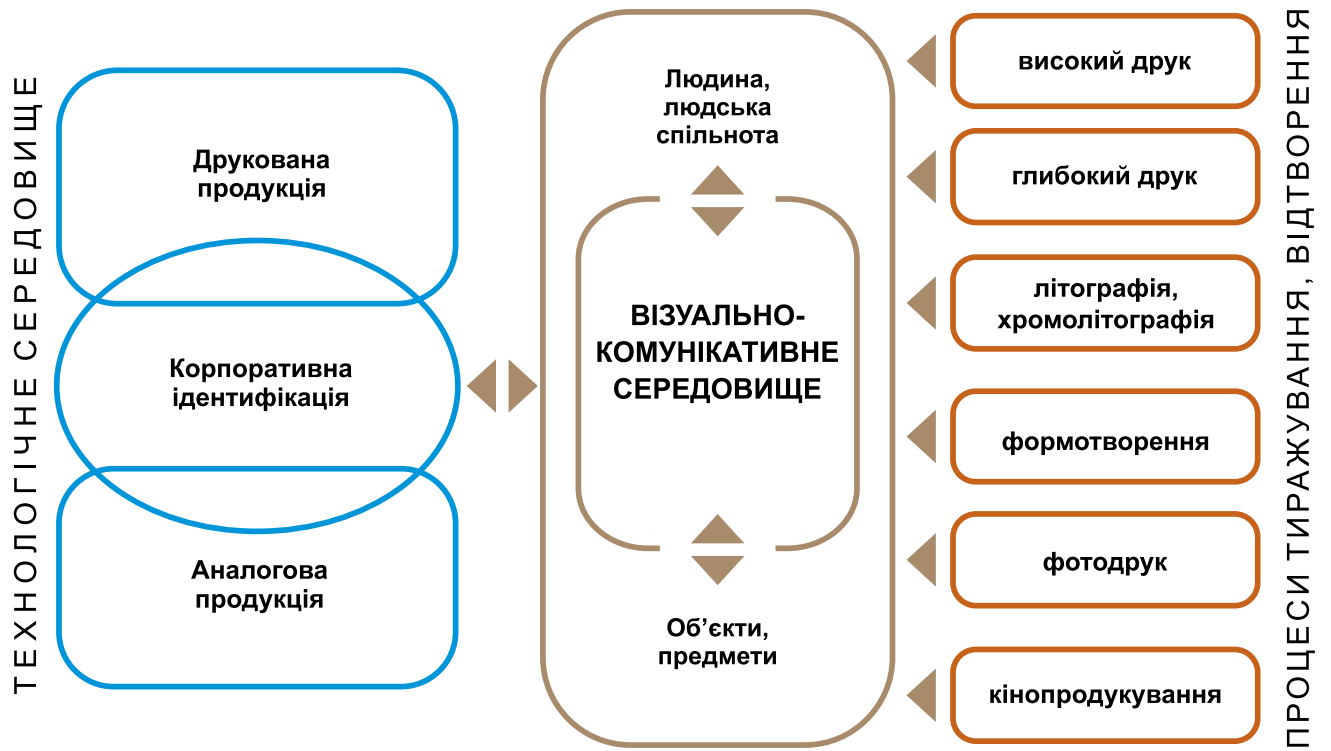 ТЕХНОЛОГІЧНЕ СЕРЕДОВИЩЕ
Друкована
продукція
Корпоративна
ідентифікація
Аналогова
продукція
Людина,
людська
спільнота
ВІЗУАЛЬНО-
КОМУНІКАТИВНЕ
СЕРЕДОВИЩЕ
Об’єкти,
предмети
високий друк
глибокий друк
літографія,
хромолітографія
формотворення
фотодрук
кінопродукування
ПРОЦЕСИ ТИРАЖУВАННЯ, ВІДТВОРЕННЯ